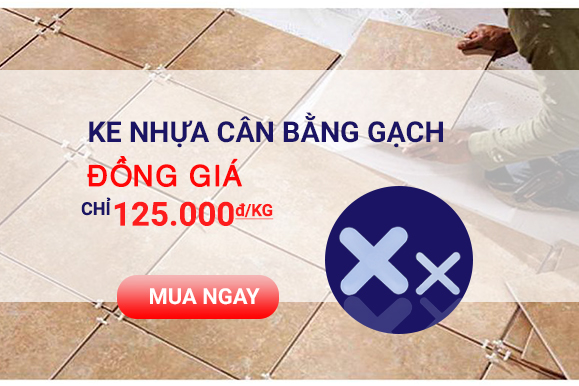 KE NHỰA CÂN BẰNG GẠCH
ĐỒNG GIÁ
CHỈ 125.000đ/KG
MUA NGAY